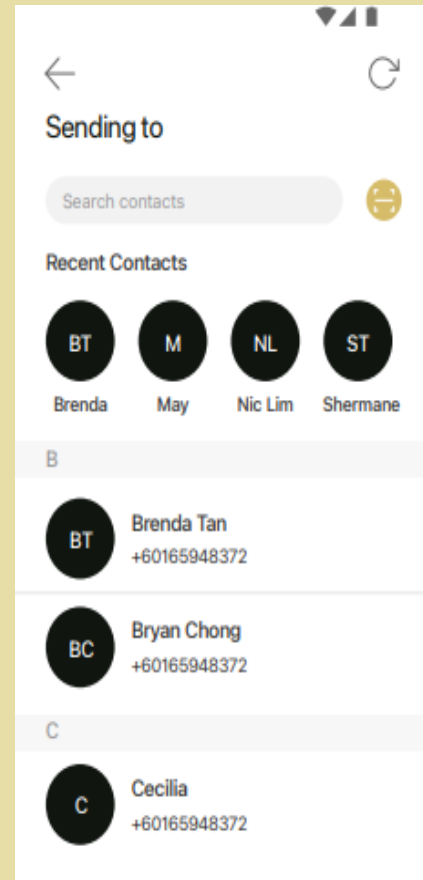 Sending to
Search contacts
Recent Contacts
BT M NL ST
Brenda May Nic Lim Shermane
B
BT
Brenda Tan
+60165948372
BC
Bryan Chong
+60165948372
C
C
Cecilia
+60165948372